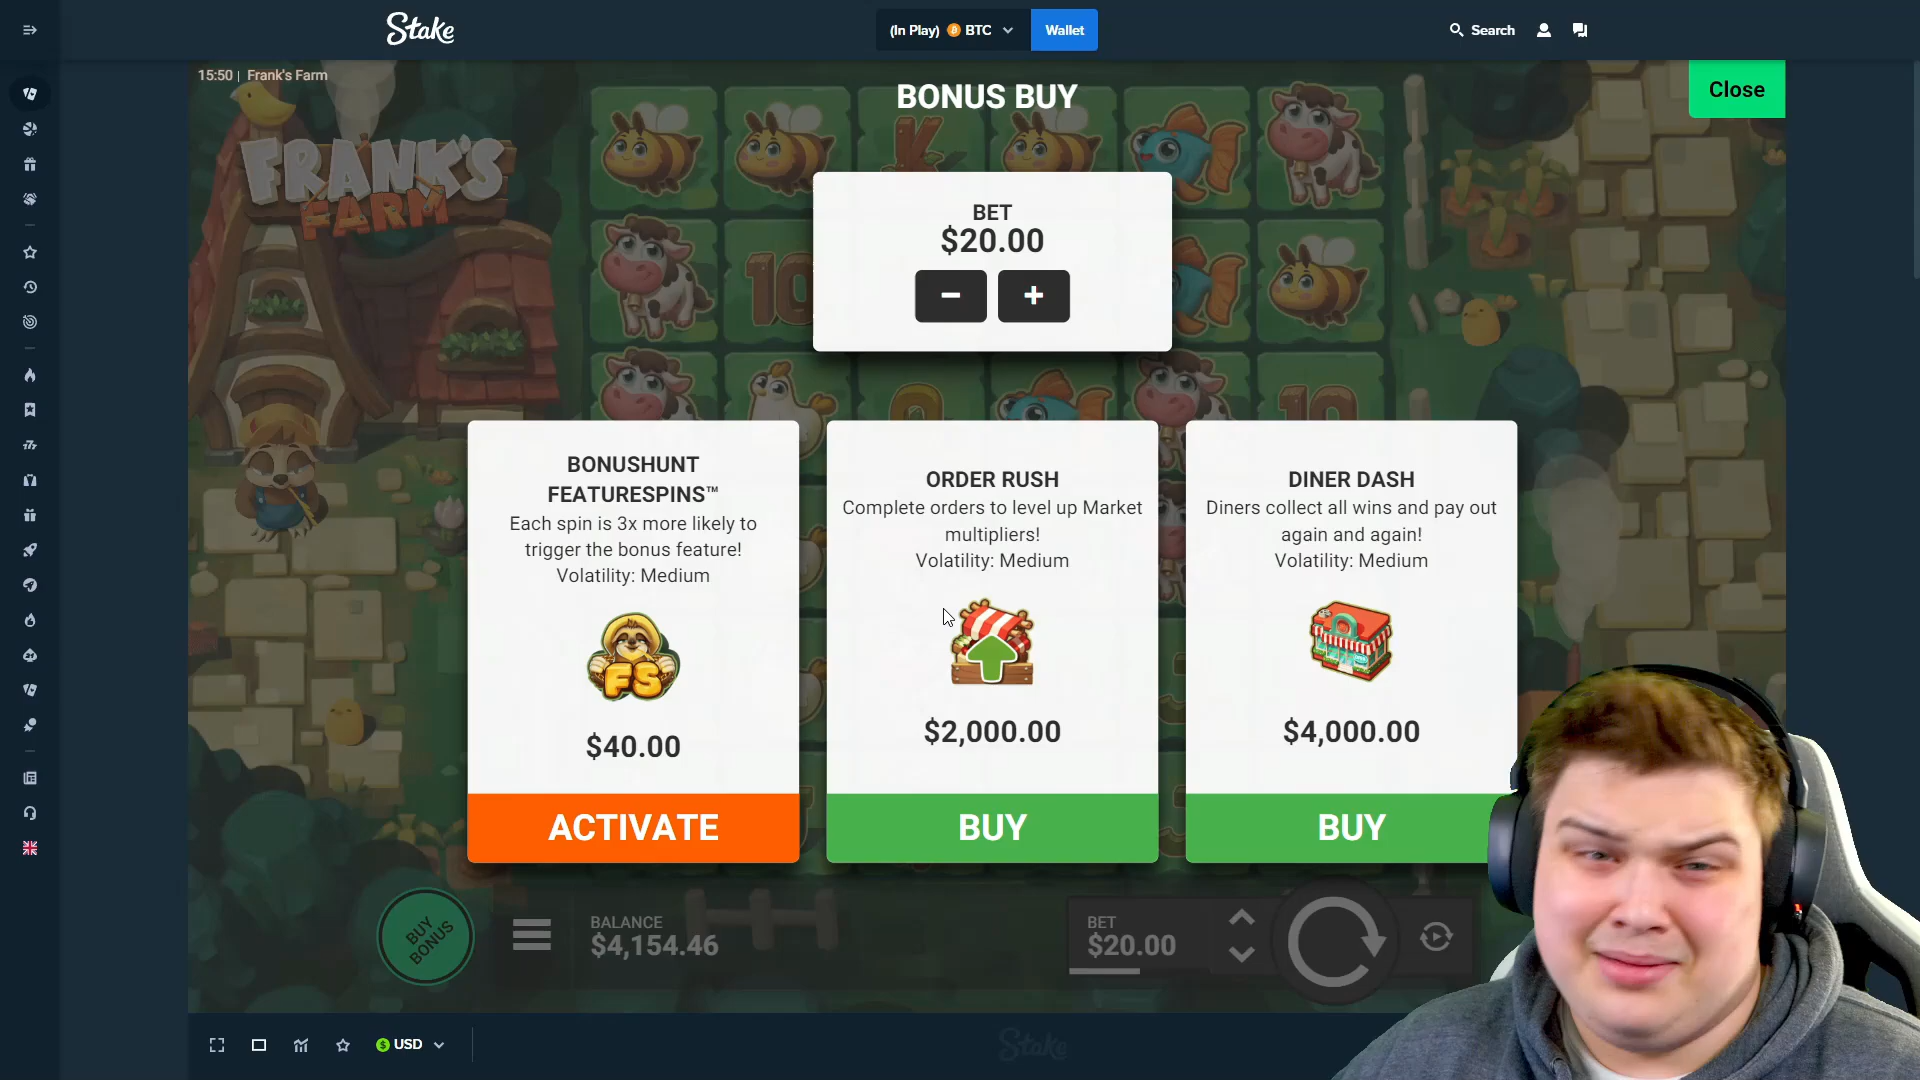 Stake
(In Play) BTC
Wallet
Search
15:50 | Frank's Farm
BONUS BUY
Close
FRANK'S
FARM
K
BET
$20.00
10
10
BONUSHUNT
FEATURESPINS™
Each spin is 3x more likely to
trigger the bonus feature!
Volatility: Medium
FS
$40.00
ACTIVATE
ORDER RUSH
Complete orders to level up Market
multipliers!
Volatility: Medium
$2,000.00
BUY
DINER DASH
Diners collect all wins and pay out
again and again!
Volatility: Medium
$4,000.00
BUY
BUY
BONUS
BALANCE
$4,154.46
BET
$20.00
USD
Stake